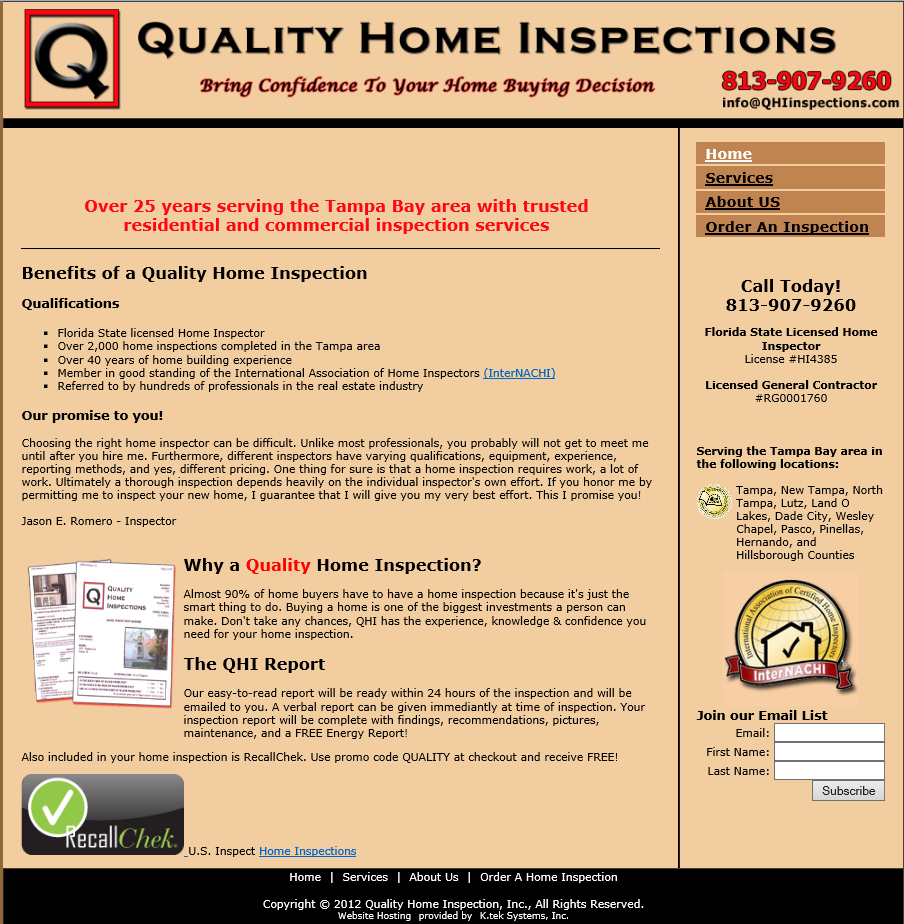 Q
QUALITY HOME INSPECTIONS
Bring Confidence To Your Home Buying Decision
813-907-9260
info@QHIinspections.com
Home
Services
About US
Order An Inspection
Over 25 years serving the Tampa Bay area with trusted
residential and commercial inspection services
Benefits of a Quality Home Inspection
Qualifications
Florida State licensed Home Inspector
Over 2,000 home inspections completed in the Tampa area
Over 40 years of home building experience
Member in good standing of the International Association of Home Inspectors (InterNACHI)
Referred to by hundreds of professionals in the real estate industry
Our promise to you!
Choosing the right home inspector can be difficult. Unlike most professionals, you probably will not get to meet me
until after you hire me. Furthermore, different inspectors have varying qualifications, equipment, experience,
reporting methods, and yes, different pricing. One thing for sure is that a home inspection requires work, a lot of
work. Ultimately a thorough inspection depends heavily on the individual inspector's own effort. If you honor me by
permitting me to inspect your new home, I guarantee that I will give you my very best effort. This I promise you!
Jason E. Romero - Inspector
Q
QUALITY
HOME
INSPECTIONS
Why a Quality Home Inspection?
Almost 90% of home buyers have to have a home inspection because it's just the
smart thing to do. Buying a home is one of the biggest investments a person can
make. Don't take any chances, QHI has the experience, knowledge & confidence you
need for your home inspection.
The QHI Report
Our easy-to-read report will be ready within 24 hours of the inspection and will be
emailed to you. A verbal report can be given immediantly at time of inspection. Your
inspection report will be complete with findings, recommendations, pictures,
maintenance, and a FREE Energy Report!
Also included in your home inspection is RecallChek. Use promo code QUALITY at checkout and receive FREE!
RecallChek®
U.S. Inspect Home Inspections
Call Today!
813-907-9260
Florida State Licensed Home
Inspector
License #HI4385
Licensed General Contractor
#RG0001760
Serving the Tampa Bay area in
the following locations:
Tampa, New Tampa, North
Tampa, Lutz, Land O
Lakes, Dade City, Wesley
Chapel, Pasco, Pinellas,
Hernando, and
Hillsborough Counties
International Association of Certified Home Inspectors
InterNACHI
Join our Email List
Email:
First Name:
Last Name:
Subscribe
Home | Services | About Us | Order A Home Inspection
Copyright © 2012 Quality Home Inspection, Inc., All Rights Reserved.
Website Hosting provided by K.tek Systems, Inc.